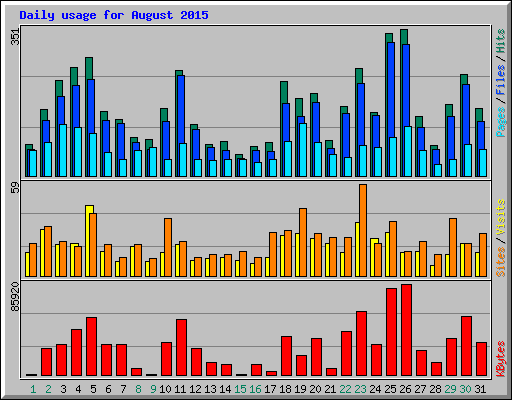 Daily usage for August 2015
351
Pages / Files / Hits
59
Sites / Visits
85920
KBytes
1 2 3 4 5 6 7 8 9 10 11 12 13 14 15 16 17 18 19 20 21 22 23 24 25 26 27 28 29 30 31